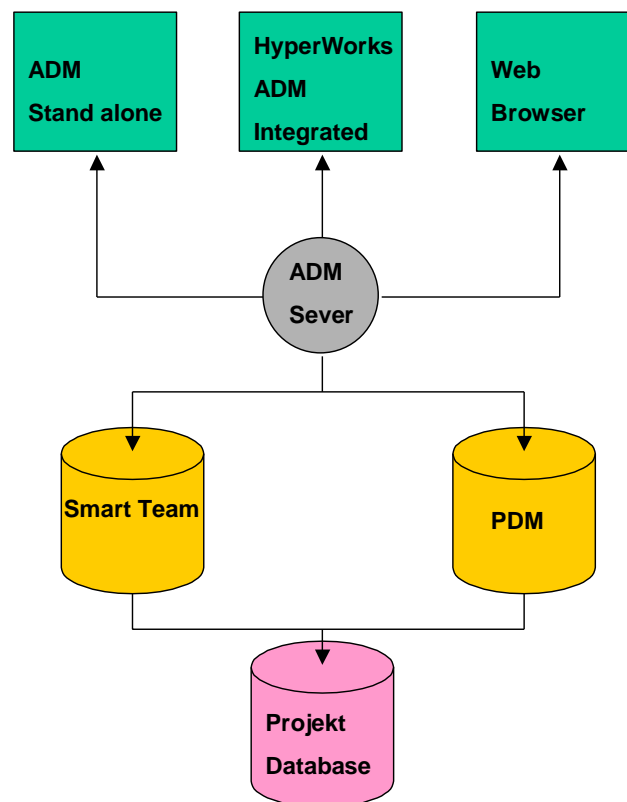 ADM
Stand alone
HyperWorks
ADM
Integrated
Web
Browser
ADM
Sever
Smart Team
PDM
Projekt
Database